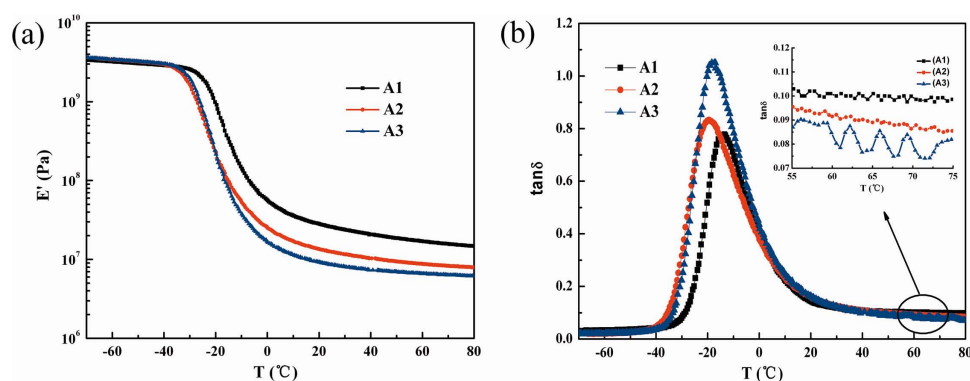 (a)
10^10
10^9
10^8
10^7
10^6
E' (Pa)
A1
A2
A3
-60 -40 -20 0 20 40 60 80
T (℃)
(b)
1.2
1.0
0.8
0.6
0.4
0.2
0.0
tanδ
A1
A2
A3
-60 -40 -20 0 20 40 60 80
T (℃)
0.12
0.11
0.10
0.09
0.08
0.07
tanδ
(A1)
(A2)
(A3)
55 60 65 70 75
T (℃)